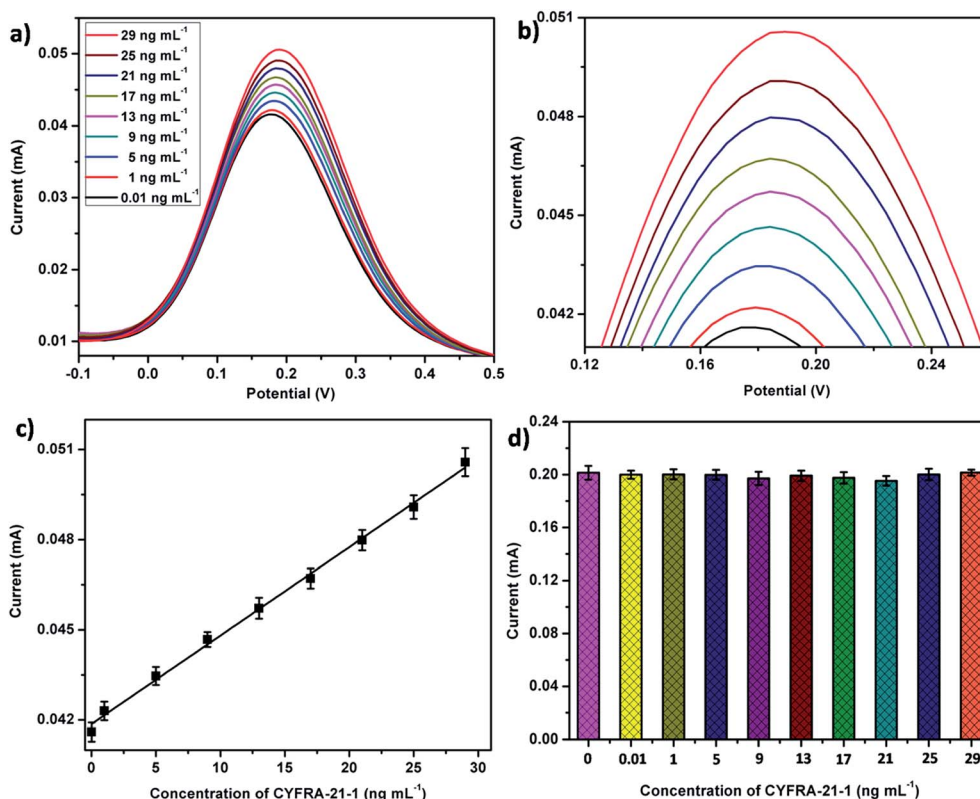 a)
0.05
0.04
0.03
0.02
0.01
Current (mA)
29 ng mL⁻¹
25 ng mL⁻¹
21 ng mL⁻¹
17 ng mL⁻¹
13 ng mL⁻¹
9 ng mL⁻¹
5 ng mL⁻¹
1 ng mL⁻¹
0.01 ng mL⁻¹
-0.1 0.0 0.1 0.2 0.3 0.4 0.5
Potential (V)
b)
0.051
0.048
0.045
0.042
Current (mA)
0.12 0.16 0.20 0.24
Potential (V)
c)
0.051
0.048
0.045
0.042
Current (mA)
0 5 10 15 20 25 30
Concentration of CYFRA-21-1 (ng mL⁻¹)
d)
0.24
0.20
0.16
0.12
0.08
0.04
0.00
Current (mA)
0 0.01 1 5 9 13 17 21 25 29
Concentration of CYFRA-21-1 (ng mL⁻¹)